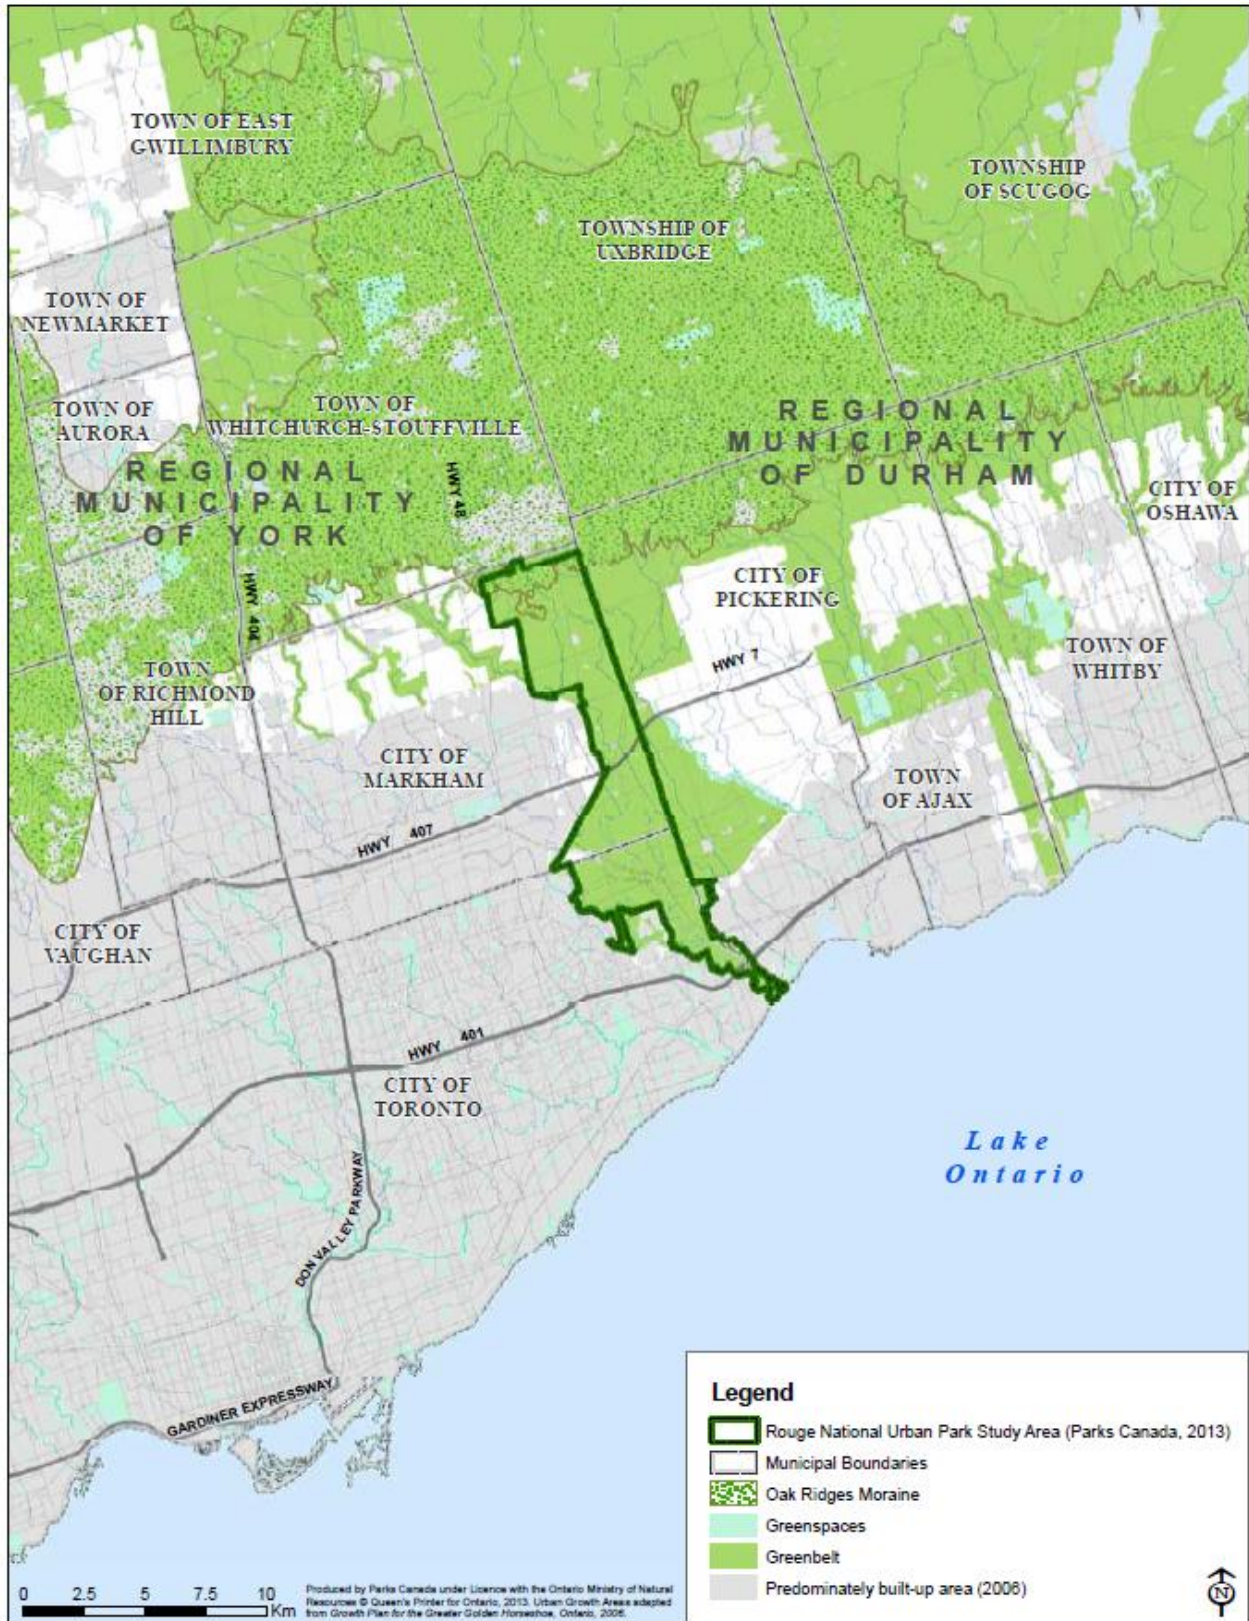 TOWN OF EAST
GWILLIMBURY
TOWNSHIP
OF SCUGOG
TOWNSHIP OF
UXBRIDGE
TOWN OF
NEWMARKET
TOWN OF
AURORA
TOWN OF
WHITCHURCH-STOUFFVILLE
REGIONAL
MUNICIPALITY
OF DURHAM
REGIONAL
MUNICIPALITY
OF YORK
HWY 48
CITY OF
OSHAWA
CITY OF
PICKERING
HWY 404
HWY 7
TOWN OF
WHITBY
TOWN
OF RICHMOND
HILL
CITY OF
MARKHAM
TOWN
OF AJAX
HWY 407
CITY OF
VAUGHAN
HWY 401
CITY OF
TORONTO
Lake
Ontario
DON VALLEY PARKWAY
GARDINER EXPRESSWAY
Legend
Rouge National Urban Park Study Area (Parks Canada, 2013)
Municipal Boundaries
Oak Ridges Moraine
Greenspaces
Greenbelt
Predominately built-up area (2006)
0 2.5 5 7.5 10
Km
Produced by Parks Canada under Licence with the Ontario Ministry of Natural
Resources © Queen's Printer for Ontario, 2013. Urban Growth Areas adapted
from Growth Plan for the Greater Golden Horseshoe, Ontario, 2006.
N